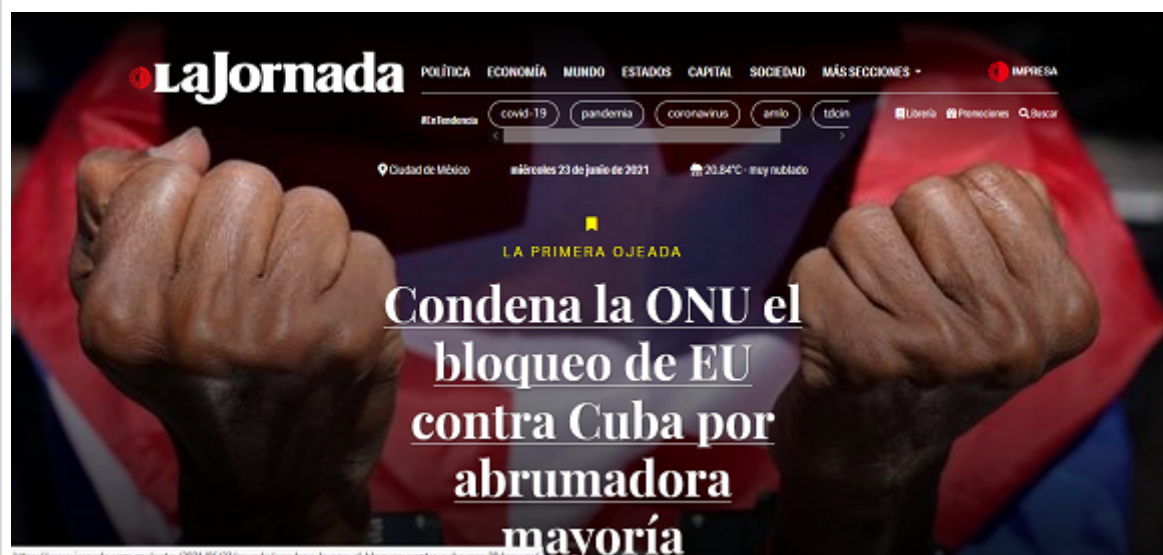 LaJornada
POLÍTICA ECONOMÍA MUNDO ESTADOS CAPITAL SOCIEDAD MÁS SECCIONES
IMPRESA
#EnTendencia covid-19 pandemia coronavirus amlo tdcin
Librería Promociones Buscar
Ciudad de México miércoles 23 de junio de 2021 20.84°C - muy nublado
LA PRIMERA OJEADA
Condena la ONU el
bloqueo de EU
contra Cuba por
abrumadora
mayoría